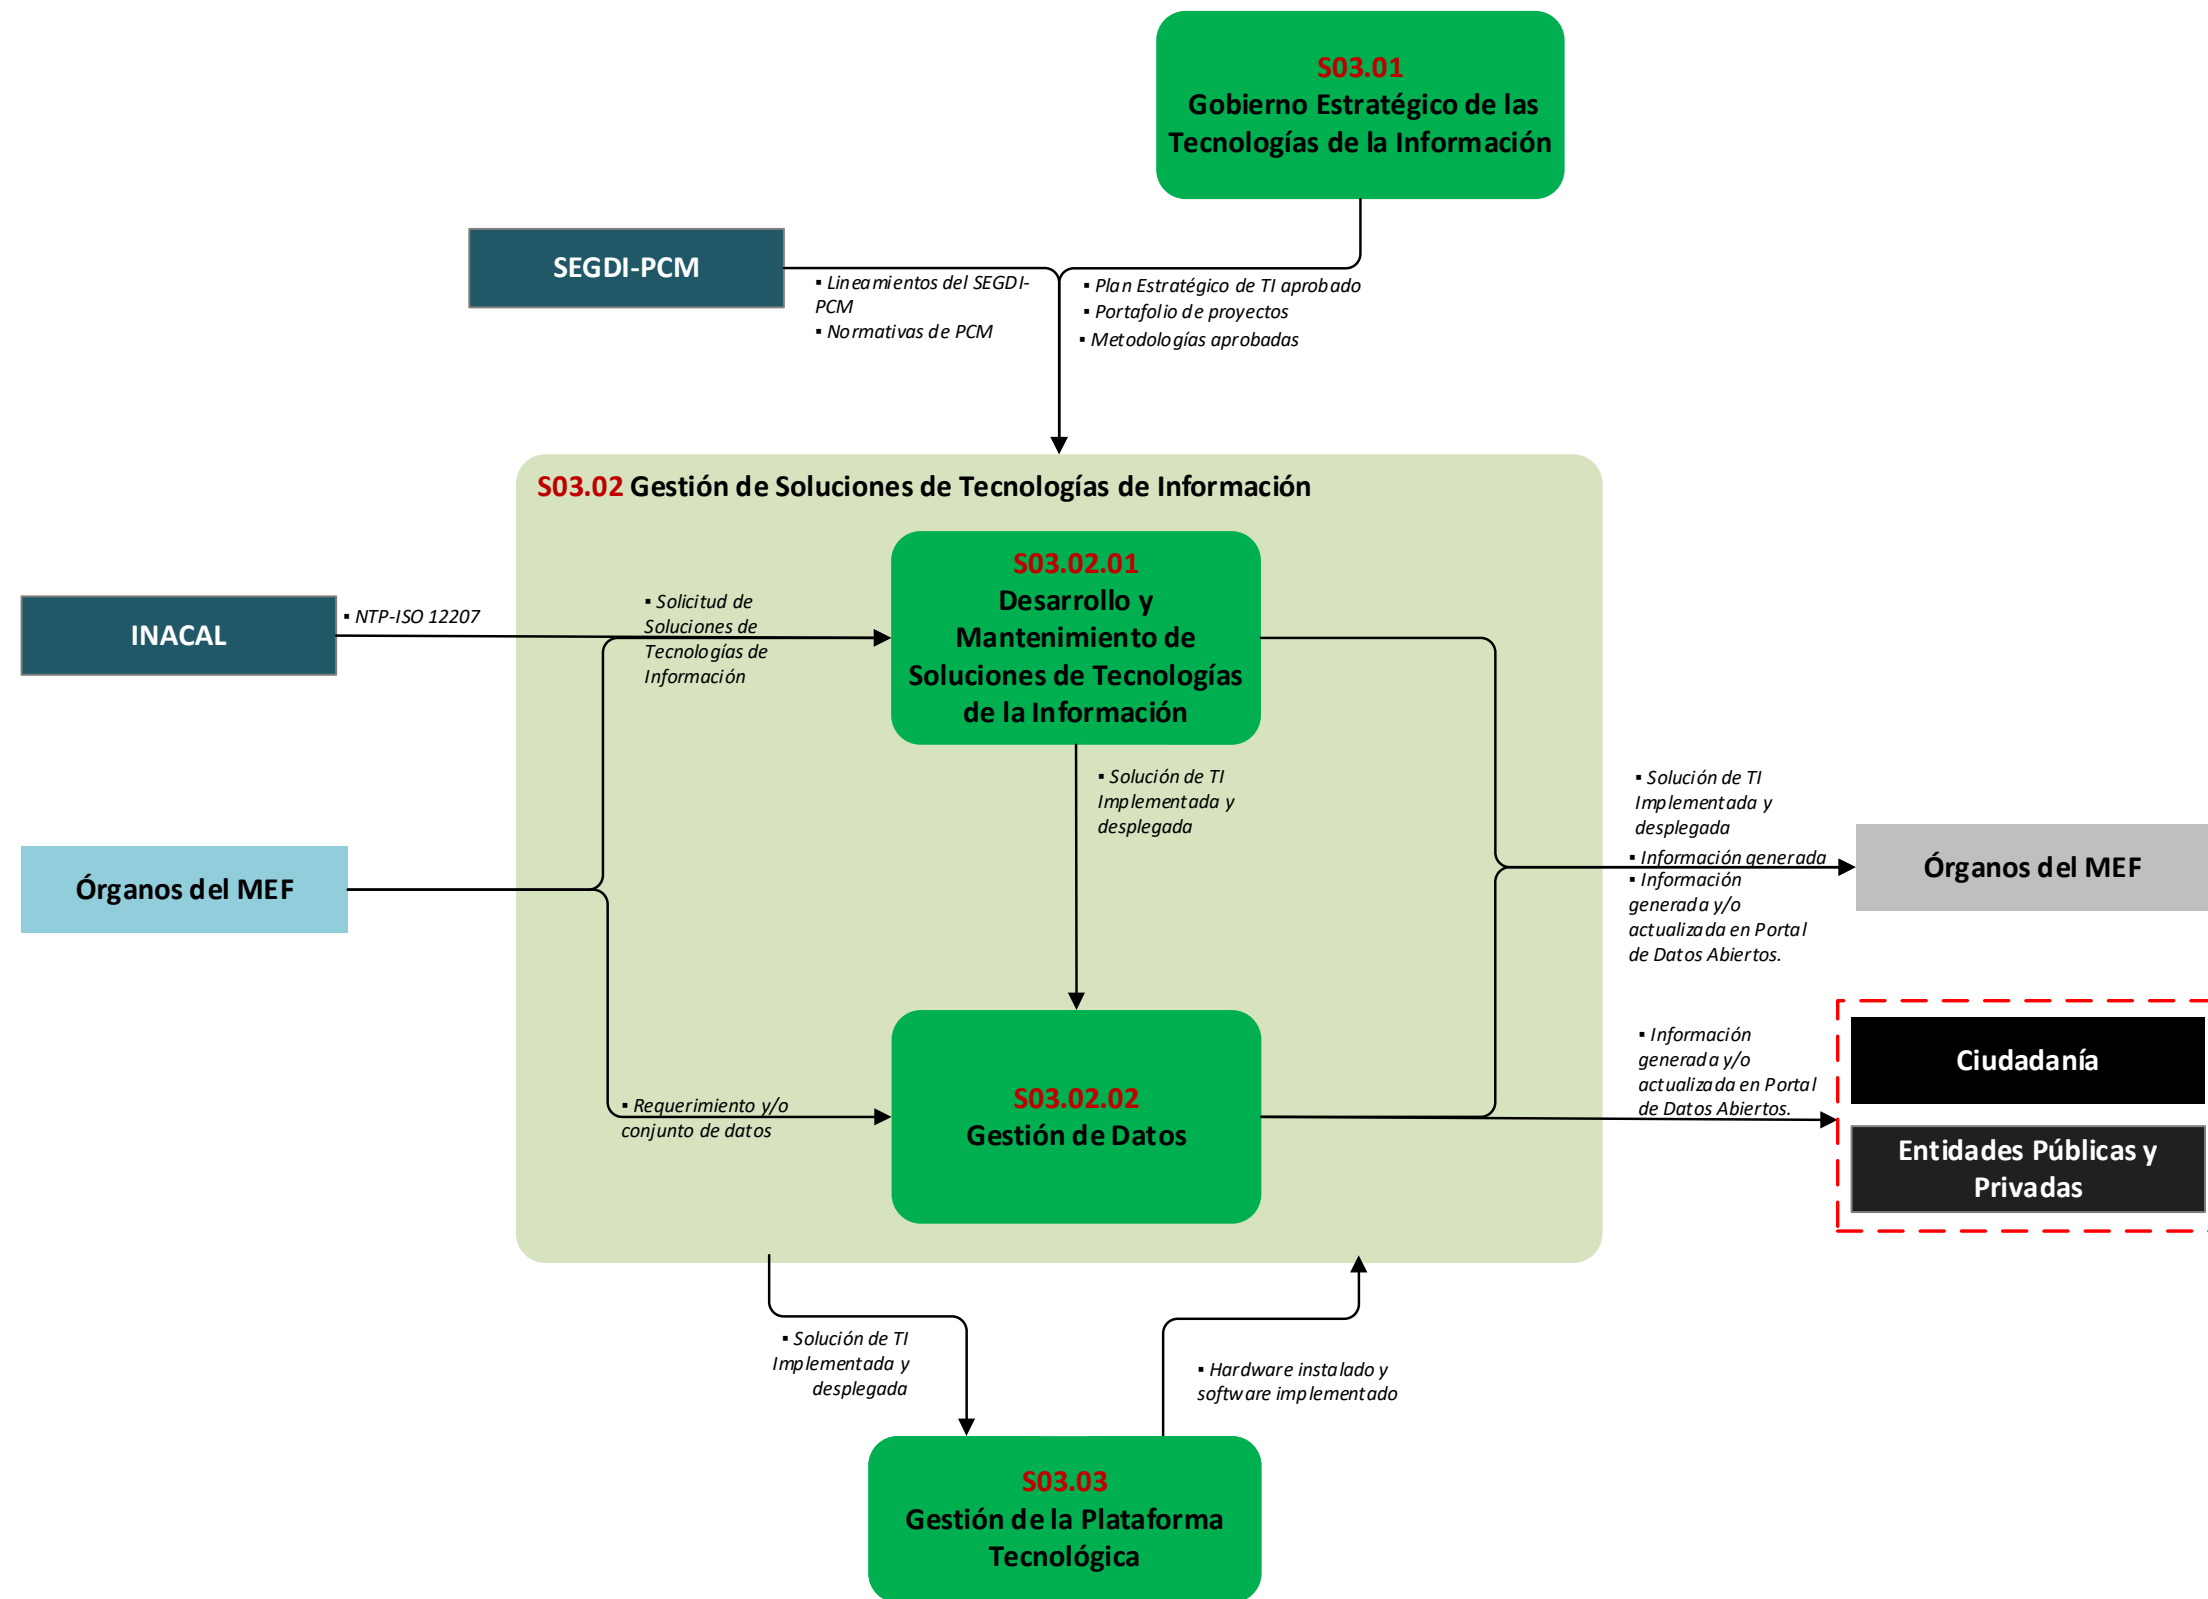 S03.01
Gobierno Estratégico de las
Tecnologías de la Información
SEGDI-PCM
▪ Lineamientos del SEGDI-
PCM
▪ Normativas de PCM
▪ Plan Estratégico de TI aprobado
▪ Portafolio de proyectos
▪ Metodologías aprobadas
S03.02 Gestión de Soluciones de Tecnologías de Información
INACAL
▪ NTP-ISO 12207
▪ Solicitud de
Soluciones de
Tecnologías de
Información
S03.02.01
Desarrollo y
Mantenimiento de
Soluciones de Tecnologías
de la Información
▪ Solución de TI
Implementada y
desplegada
Órganos del MEF
▪ Requerimiento y/o
conjunto de datos
S03.02.02
Gestión de Datos
▪ Solución de TI
Implementada y
desplegada
▪ Información generada
▪ Información
generada y/o
actualizada en Portal
de Datos Abiertos.
Órganos del MEF
▪ Información
generada y/o
actualizada en Portal
de Datos Abiertos.
Ciudadanía
Entidades Públicas y
Privadas
▪ Solución de TI
Implementada y
desplegada
▪ Hardware instalado y
software implementado
S03.03
Gestión de la Plataforma
Tecnológica